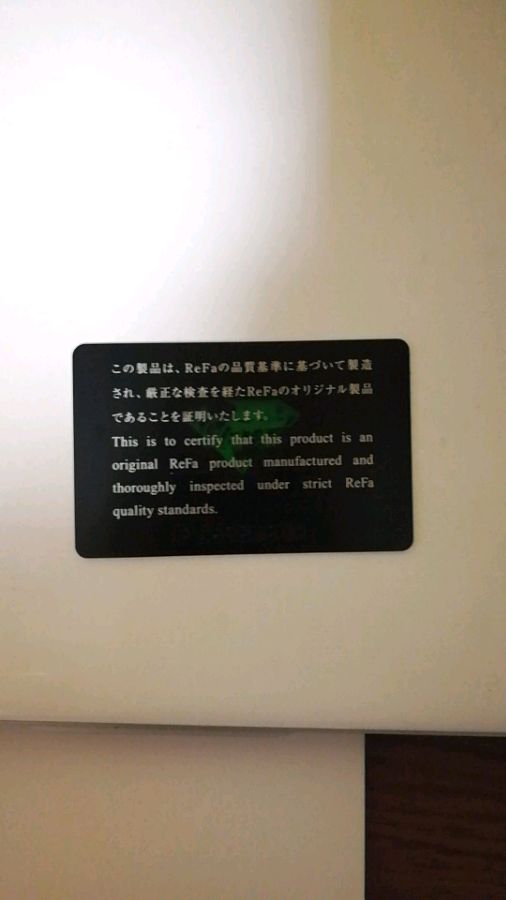 この製品は、ReFaの品質基準に基づいて製造
され、厳正な検査を経たReFaのオリジナル製品
であることを証明いたします。
This is to certify that this product is an
original ReFa product manufactured and
thoroughly inspected under strict ReFa
quality standards.